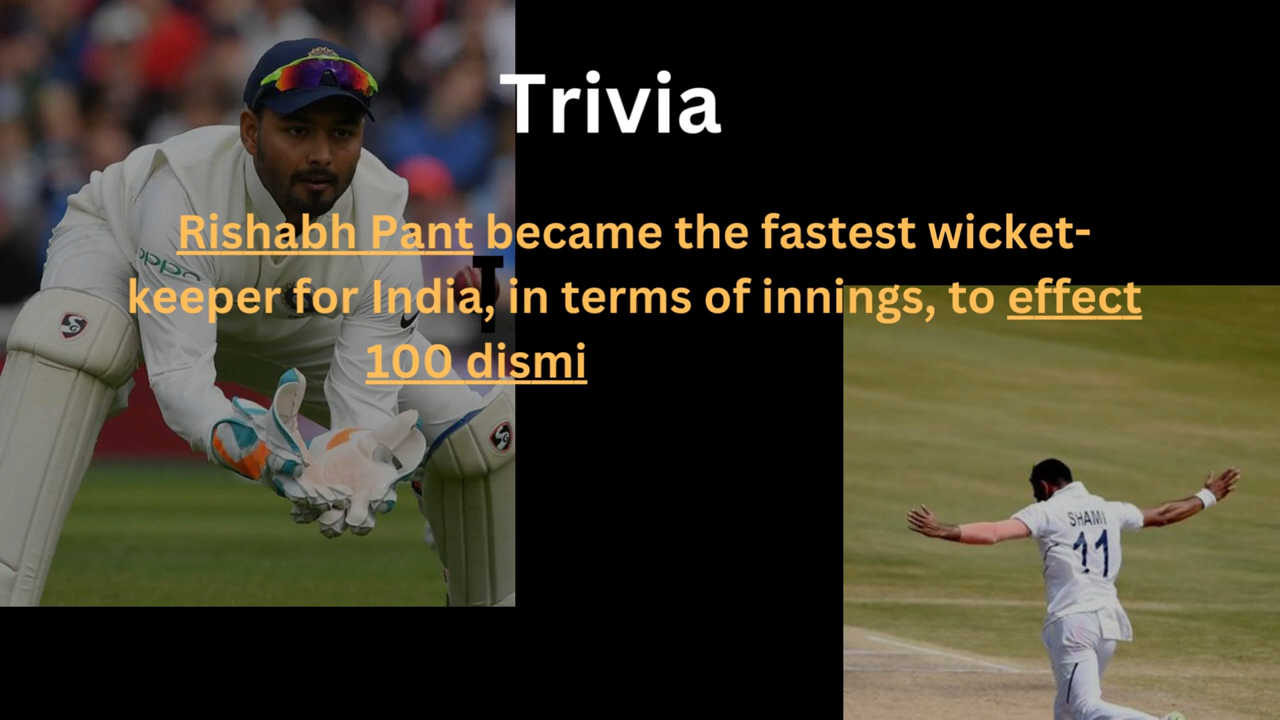 Trivia
Rishabh Pant became the fastest wicket-
keeper for India, in terms of innings, to effect
100 dismi
T
oppo
SHAMI
11